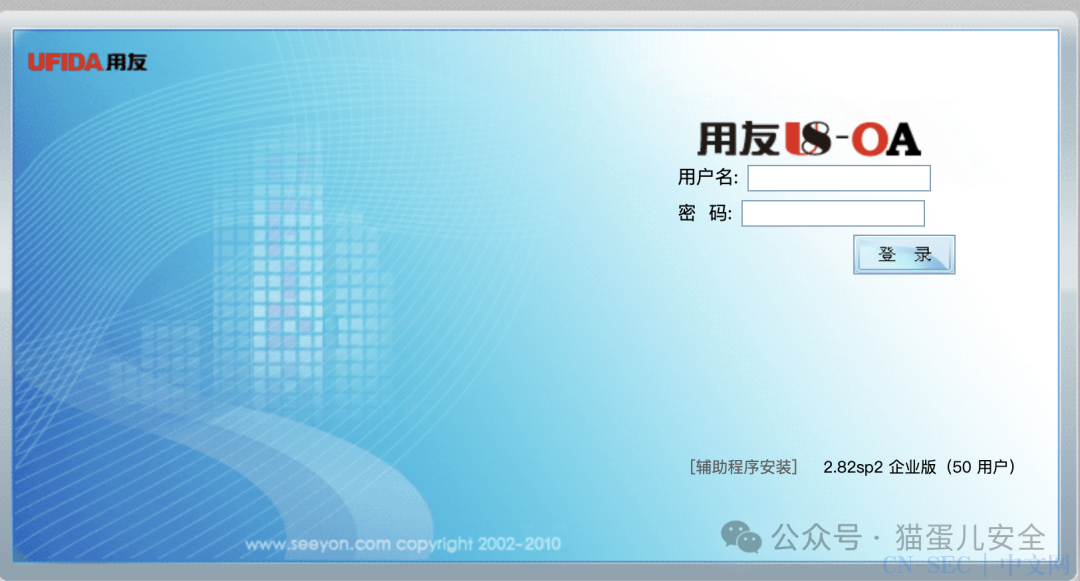 UFIDA用友
用友U8-OA
用户名:
密 码:
登 录
[辅助程序安装] 2.82sp2 企业版（50 用户）
www.seeyon.com copyright 2002-2010
公众号 · 猫蛋儿安全
CN-SEC | 中文网